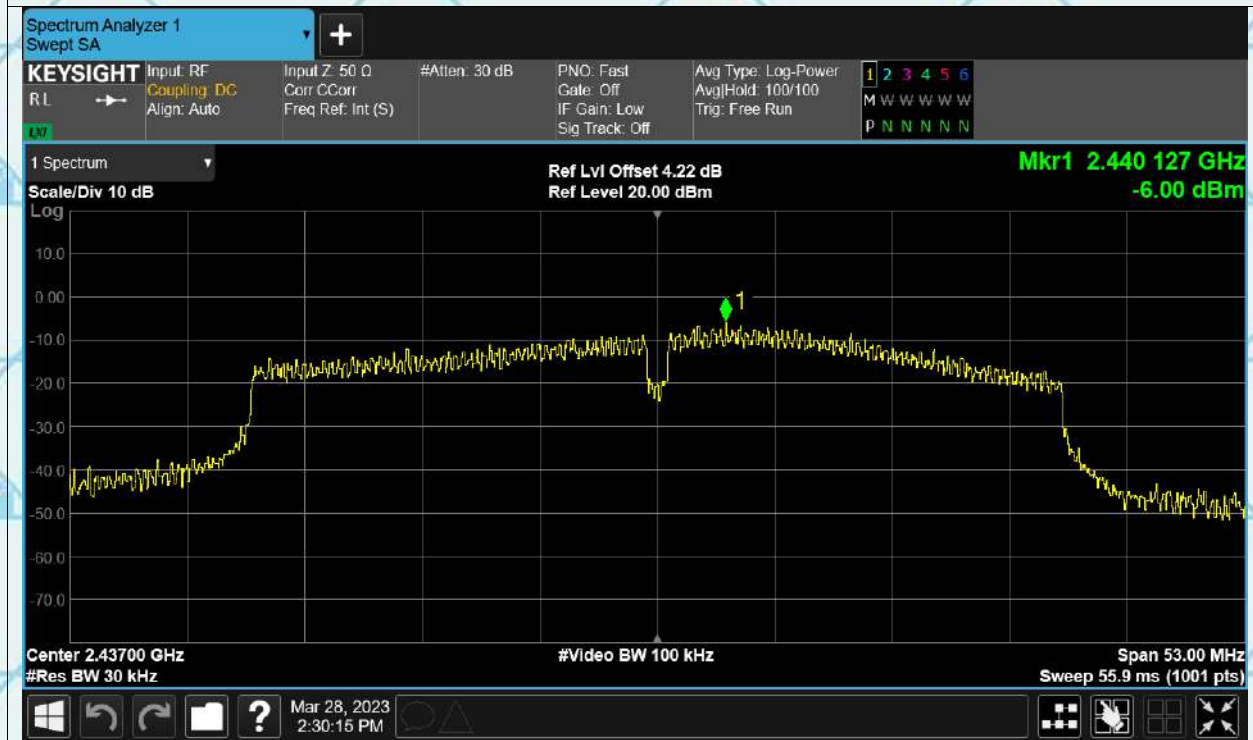 Spectrum Analyzer 1
Swept SA
+
KEYSIGHT
RL
LXI
Input: RF
Coupling: DC
Align: Auto
Input Z: 50 Ω
Corr CCorr
Freq Ref: Int (S)
#Atten: 30 dB
PNO: Fast
Gate: Off
IF Gain: Low
Sig Track: Off
Avg Type: Log-Power
Avg|Hold: 100/100
Trig: Free Run
1 2 3 4 5 6
M W W W W W
P N N N N N
1 Spectrum
Scale/Div 10 dB
Ref Lvl Offset 4.22 dB
Ref Level 20.00 dBm
Mkr1 2.440 127 GHz
-6.00 dBm
Log
10.0
0.00
-10.0
-20.0
-30.0
-40.0
-50.0
-60.0
-70.0
1
Center 2.43700 GHz
#Res BW 30 kHz
#Video BW 100 kHz
Span 53.00 MHz
Sweep 55.9 ms (1001 pts)
?
Mar 28, 2023
2:30:15 PM